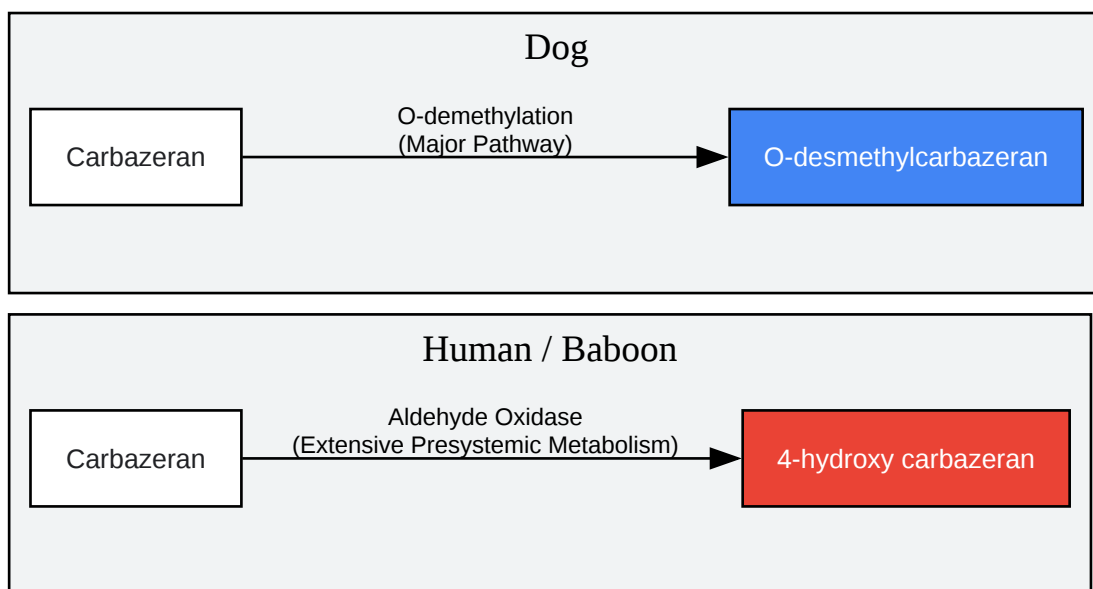 Dog
Carbazeran
O-demethylation
(Major Pathway)
O-desmethylcarbazeran
Human / Baboon
Carbazeran
Aldehyde Oxidase
(Extensive Presystemic Metabolism)
4-hydroxy carbazeran